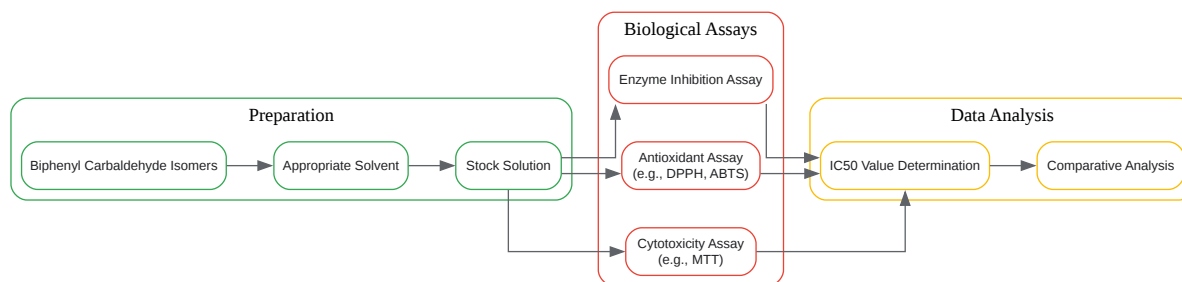 Preparation
Biphenyl Carbaldehyde Isomers
Appropriate Solvent
Stock Solution
Biological Assays
Enzyme Inhibition Assay
Antioxidant Assay
(e.g., DPPH, ABTS)
Cytotoxicity Assay
(e.g., MTT)
Data Analysis
IC50 Value Determination
Comparative Analysis